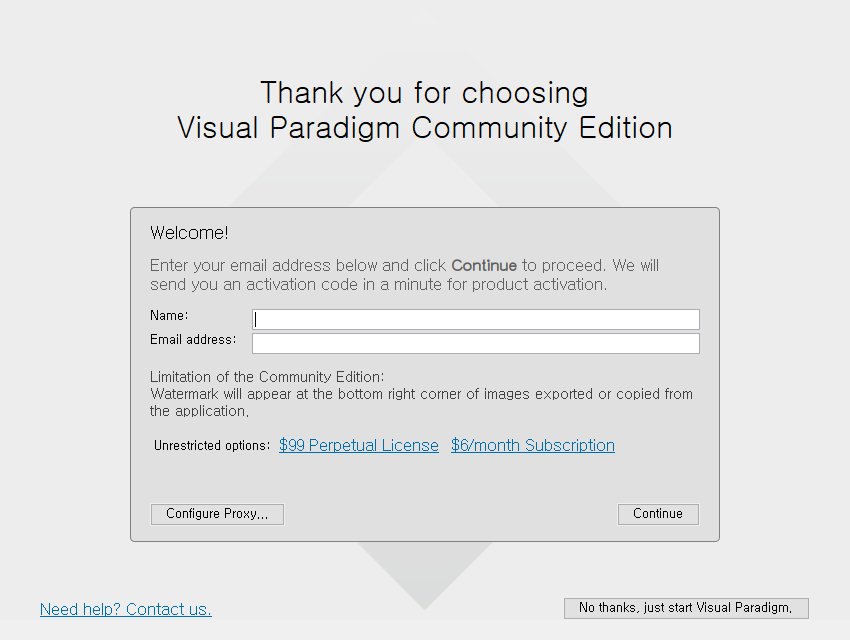 Thank you for choosing
Visual Paradigm Community Edition
Welcome!
Enter your email address below and click Continue to proceed. We will
send you an activation code in a minute for product activation.
Name:
Email address:
Limitation of the Community Edition:
Watermark will appear at the bottom right corner of images exported or copied from
the application.
Unrestricted options: $99 Perpetual License $6/month Subscription
Configure Proxy... Continue
Need help? Contact us. No thanks, just start Visual Paradigm.